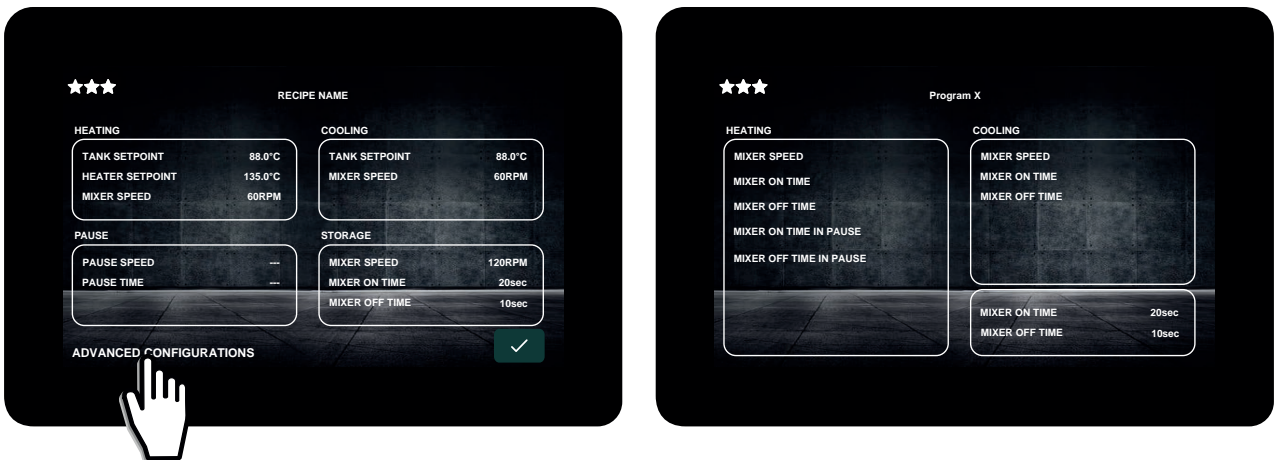 RECIPE NAME
HEATING
TANK SETPOINT 88.0°C
HEATER SETPOINT 135.0°C
MIXER SPEED 60RPM
COOLING
TANK SETPOINT 88.0°C
MIXER SPEED 60RPM
PAUSE
PAUSE SPEED ---
PAUSE TIME ---
STORAGE
MIXER SPEED 120RPM
MIXER ON TIME 20sec
MIXER OFF TIME 10sec
ADVANCED CONFIGURATIONS
Program X
HEATING
MIXER SPEED
MIXER ON TIME
MIXER OFF TIME
MIXER ON TIME IN PAUSE
MIXER OFF TIME IN PAUSE
COOLING
MIXER SPEED
MIXER ON TIME
MIXER OFF TIME
MIXER ON TIME 20sec
MIXER OFF TIME 10sec